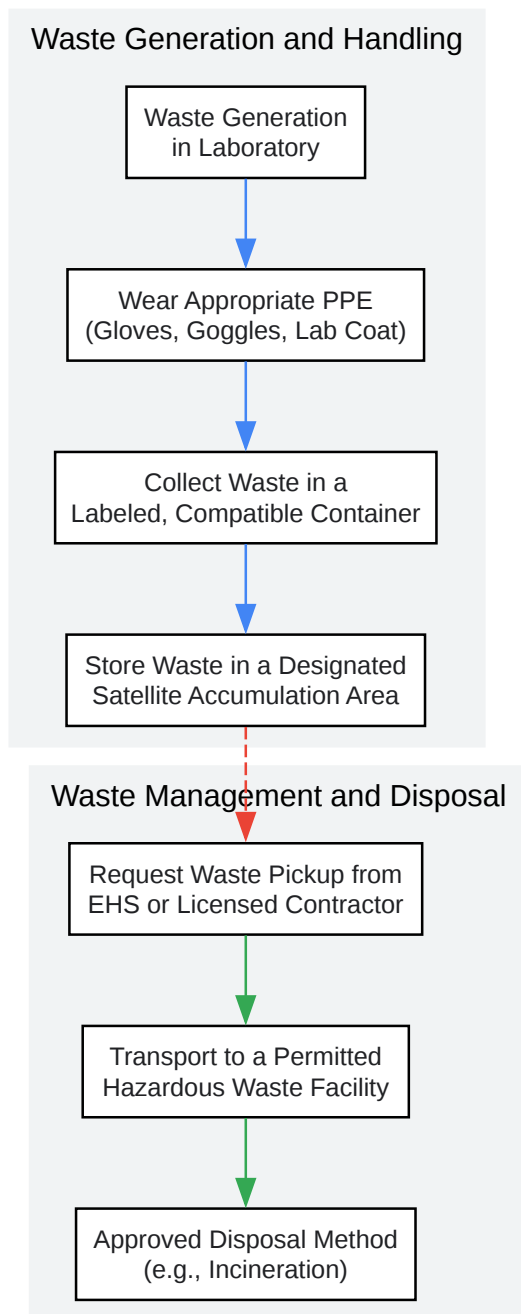 Waste Generation and Handling
Waste Generation
in Laboratory
Wear Appropriate PPE
(Gloves, Goggles, Lab Coat)
Collect Waste in a
Labeled, Compatible Container
Store Waste in a Designated
Satellite Accumulation Area
Waste Management and Disposal
Request Waste Pickup from
EHS or Licensed Contractor
Transport to a Permitted
Hazardous Waste Facility
Approved Disposal Method
(e.g., Incineration)